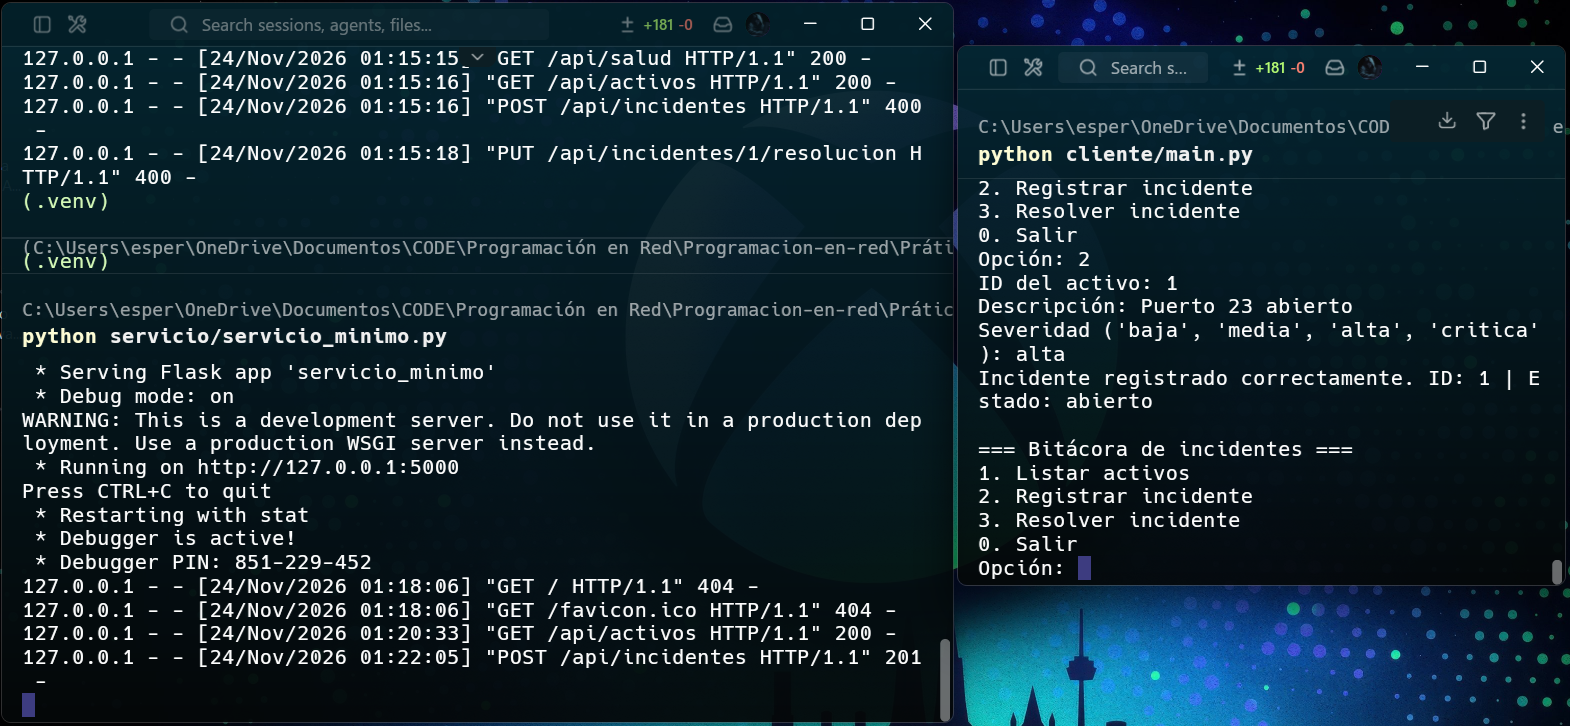 Search sessions, agents, files...
+181 -0
127.0.0.1 - - [24/Nov/2026 01:15:15 GET /api/salud HTTP/1.1" 200 -
127.0.0.1 - - [24/Nov/2026 01:15:16] "GET /api/activos HTTP/1.1" 200 -
127.0.0.1 - - [24/Nov/2026 01:15:16] "POST /api/incidentes HTTP/1.1" 400
-
127.0.0.1 - - [24/Nov/2026 01:15:18] "PUT /api/incidentes/1/resolucion H
TTP/1.1" 400 -
(.venv)
(C:\Users\esper\OneDrive\Documentos\CODE\Programación en Red\Programacion-en-red\Prátic
(.venv)
C:\Users\esper\OneDrive\Documentos\CODE\Programación en Red\Programacion-en-red\Prátic
python servicio/servicio_minimo.py
* Serving Flask app 'servicio_minimo'
* Debug mode: on
WARNING: This is a development server. Do not use it in a production dep
loyment. Use a production WSGI server instead.
* Running on http://127.0.0.1:5000
Press CTRL+C to quit
* Restarting with stat
* Debugger is active!
* Debugger PIN: 851-229-452
127.0.0.1 - - [24/Nov/2026 01:18:06] "GET / HTTP/1.1" 404 -
127.0.0.1 - - [24/Nov/2026 01:18:06] "GET /favicon.ico HTTP/1.1" 404 -
127.0.0.1 - - [24/Nov/2026 01:20:33] "GET /api/activos HTTP/1.1" 200 -
127.0.0.1 - - [24/Nov/2026 01:22:05] "POST /api/incidentes HTTP/1.1" 201
-
Search s...
+181 -0
C:\Users\esper\OneDrive\Documentos\COD e
python cliente/main.py
2. Registrar incidente
3. Resolver incidente
0. Salir
Opción: 2
ID del activo: 1
Descripción: Puerto 23 abierto
Severidad ('baja', 'media', 'alta', 'critica'
): alta
Incidente registrado correctamente. ID: 1 | E
stado: abierto
=== Bitácora de incidentes ===
1. Listar activos
2. Registrar incidente
3. Resolver incidente
0. Salir
Opción: